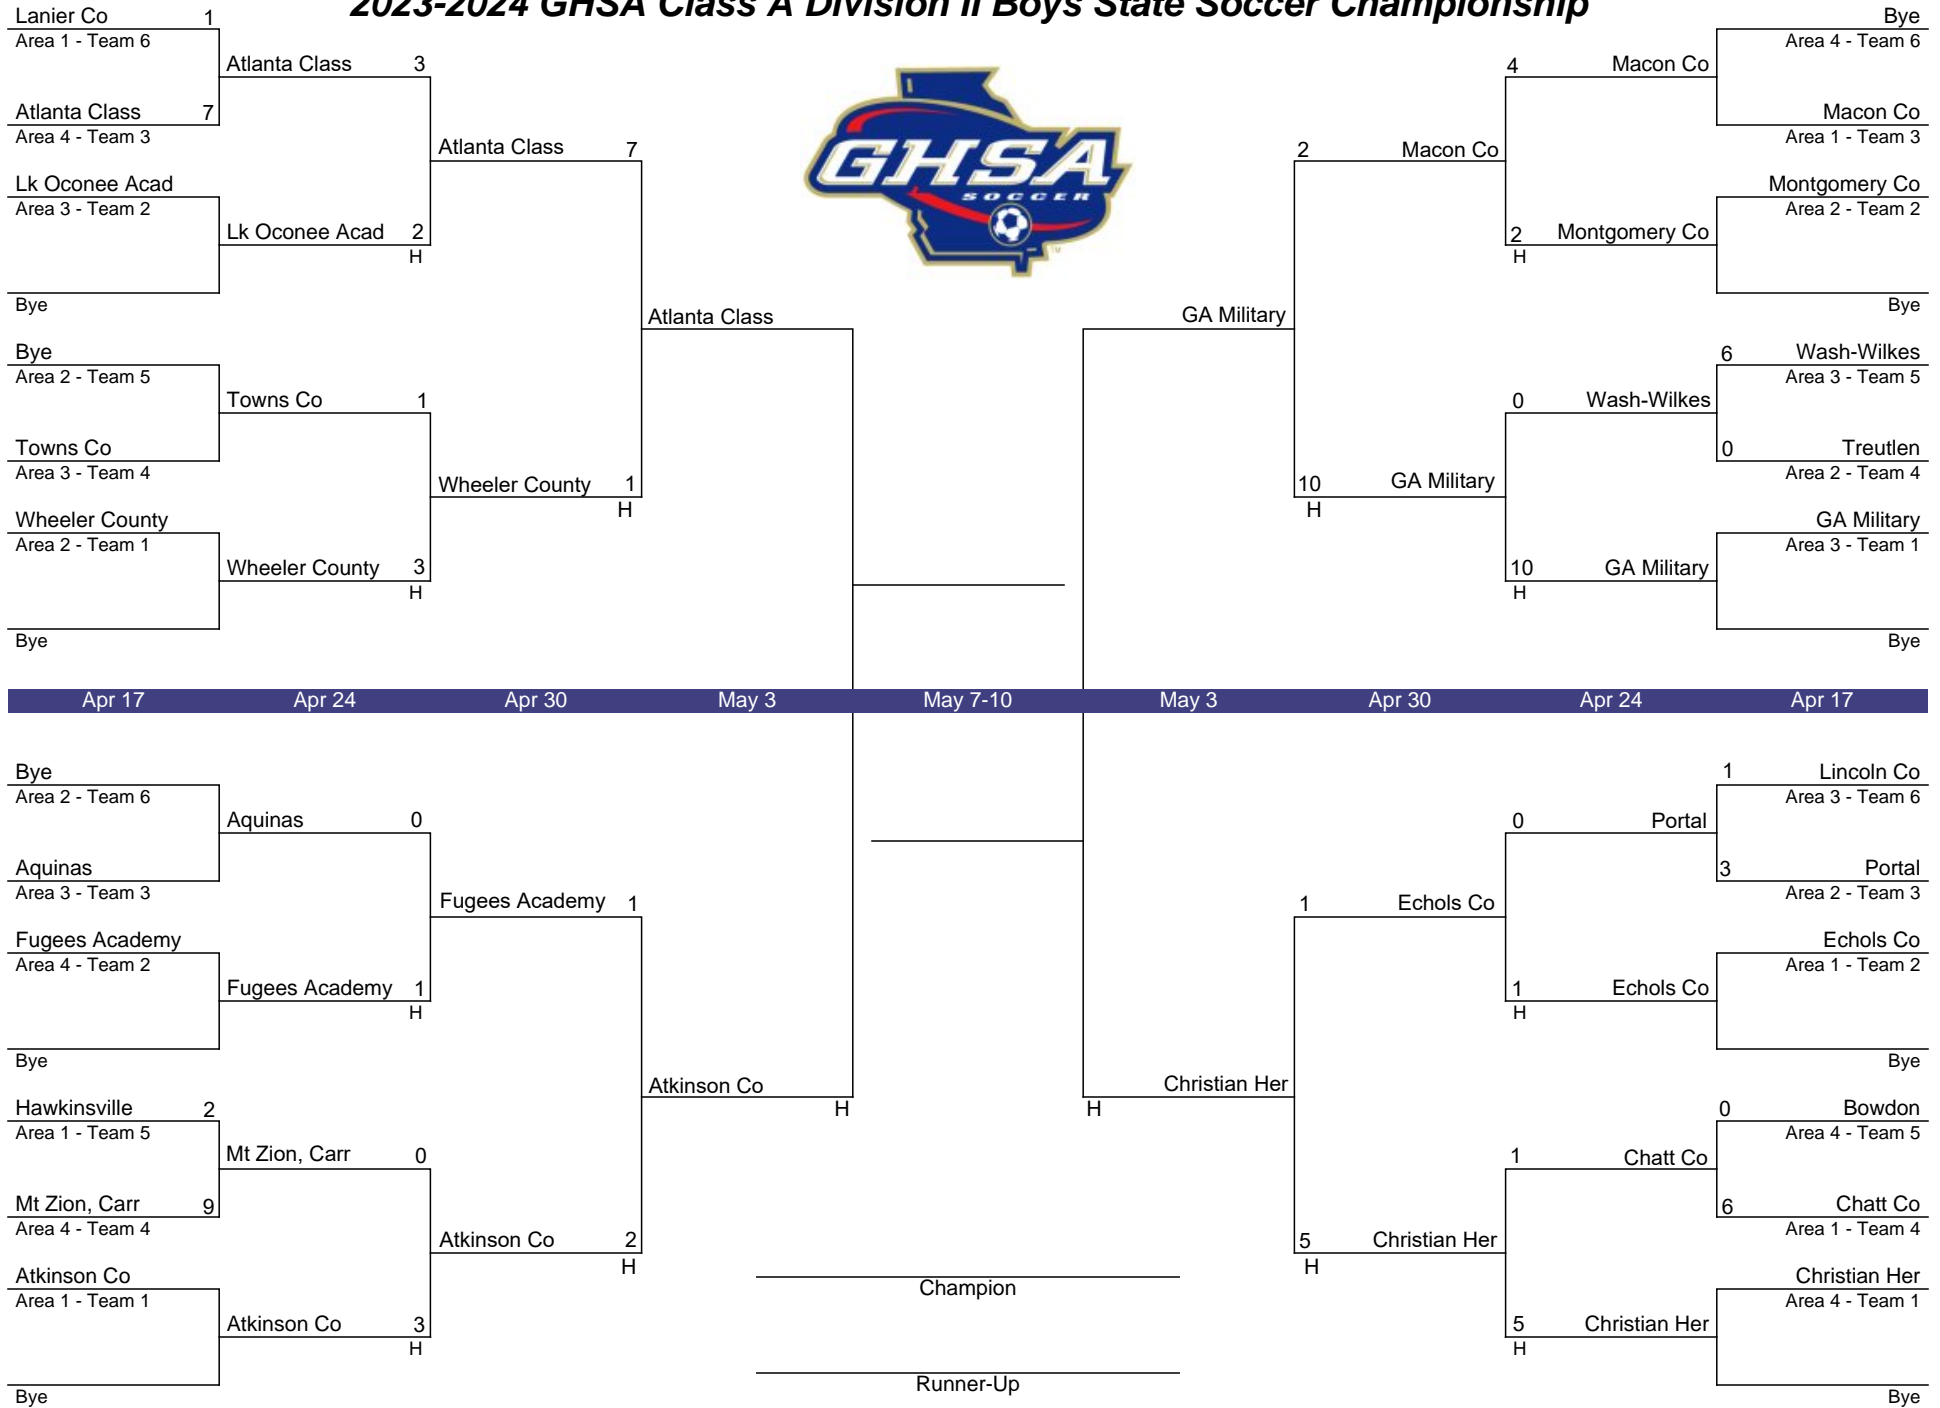 2023-2024 GHSA Class A Division II Boys State Soccer Championship
GHSA
SOCCER
TM
Lanier Co 1
Area 1 - Team 6
Atlanta Class 7
Area 4 - Team 3
Lk Oconee Acad
Area 3 - Team 2
Bye
Bye
Area 2 - Team 5
Towns Co
Area 3 - Team 4
Wheeler County
Area 2 - Team 1
Bye
Atlanta Class 3
Lk Oconee Acad 2
H
Towns Co 1
Wheeler County 3
H
Atlanta Class 7
Wheeler County 1
H
Atlanta Class
GA Military
2 Macon Co
10 GA Military
H
4 Macon Co
2 Montgomery Co
H
0 Wash-Wilkes
10 GA Military
H
Bye
Area 4 - Team 6
Macon Co
Area 1 - Team 3
Montgomery Co
Area 2 - Team 2
Bye
6 Wash-Wilkes
Area 3 - Team 5
0 Treutlen
Area 2 - Team 4
GA Military
Area 3 - Team 1
Bye
Apr 17 Apr 24 Apr 30 May 3 May 7-10 May 3 Apr 30 Apr 24 Apr 17
Bye
Area 2 - Team 6
Aquinas
Area 3 - Team 3
Fugees Academy
Area 4 - Team 2
Bye
Hawkinsville 2
Area 1 - Team 5
Mt Zion, Carr 9
Area 4 - Team 4
Atkinson Co
Area 1 - Team 1
Bye
Aquinas 0
Fugees Academy 1
H
Mt Zion, Carr 0
Atkinson Co 3
H
Fugees Academy 1
Atkinson Co 2
H
Atkinson Co
H
Christian Her
H
1 Echols Co
5 Christian Her
H
0 Portal
1 Echols Co
H
1 Chatt Co
5 Christian Her
H
1 Lincoln Co
Area 3 - Team 6
3 Portal
Area 2 - Team 3
Echols Co
Area 1 - Team 2
Bye
0 Bowdon
Area 4 - Team 5
6 Chatt Co
Area 1 - Team 4
Christian Her
Area 4 - Team 1
Bye
Champion
Runner-Up